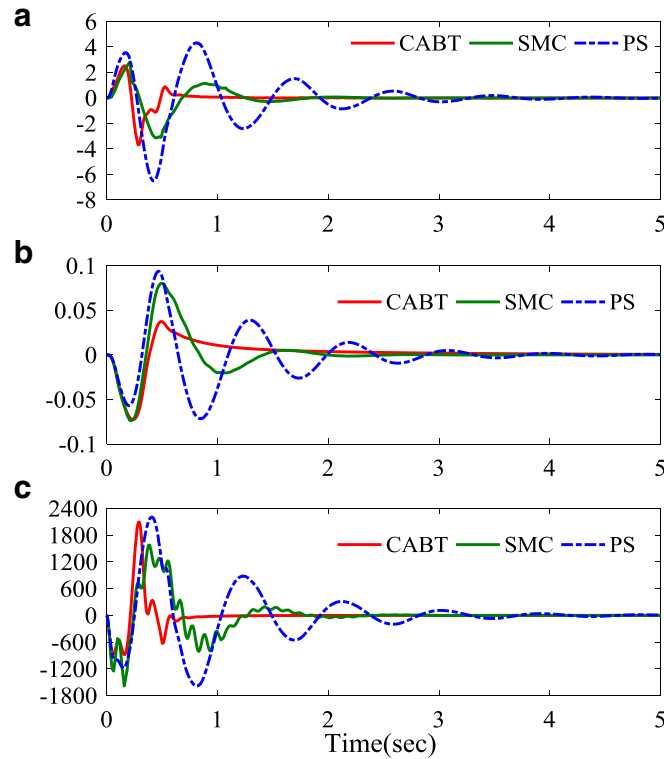 a
6
4
2
0
-2
-4
-6
-8
CABT SMC PS
0 1 2 3 4 5
b
0.1
0.05
0
-0.05
-0.1
CABT SMC PS
0 1 2 3 4 5
c
2400
1800
1200
600
0
-600
-1200
-1800
CABT SMC PS
0 1 2 3 4 5
Time(sec)